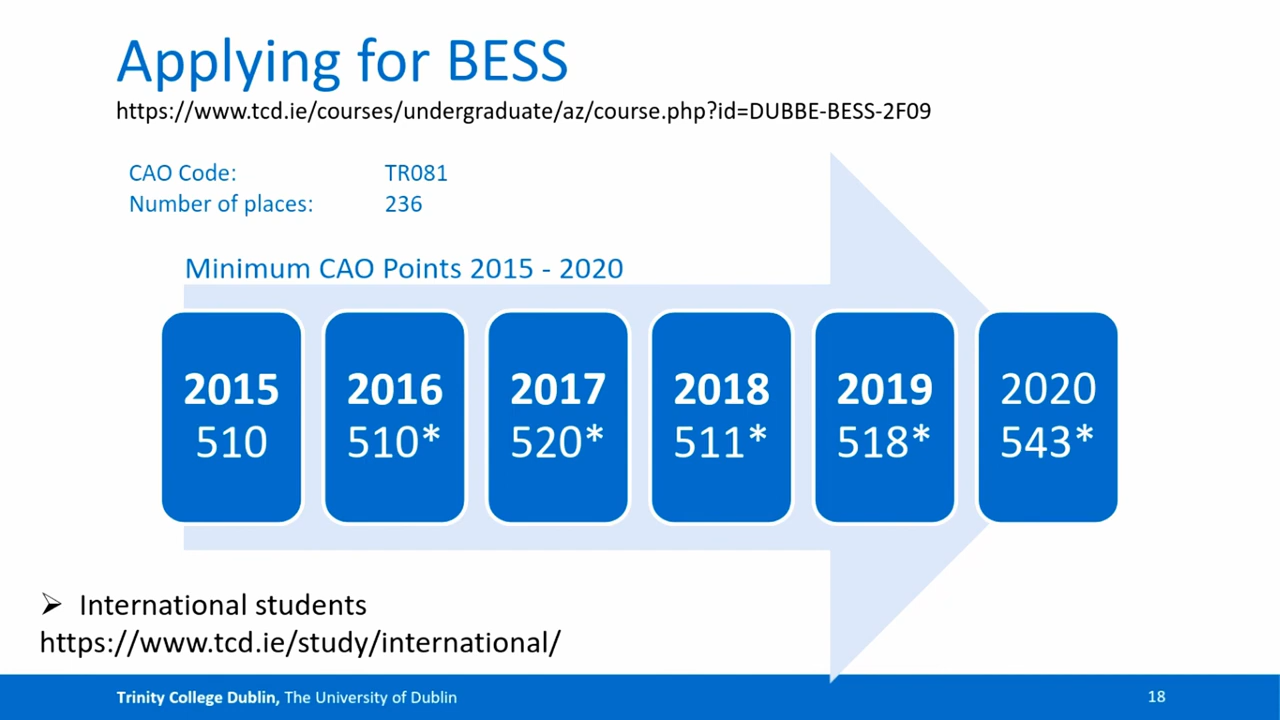 Applying for BESS
https://www.tcd.ie/courses/undergraduate/az/course.php?id=DUBBE-BESS-2F09
CAO Code: TR081
Number of places: 236
Minimum CAO Points 2015 - 2020
2015
510
2016
510*
2017
520*
2018
511*
2019
518*
2020
543*
➢ International students
https://www.tcd.ie/study/international/
Trinity College Dublin, The University of Dublin
18